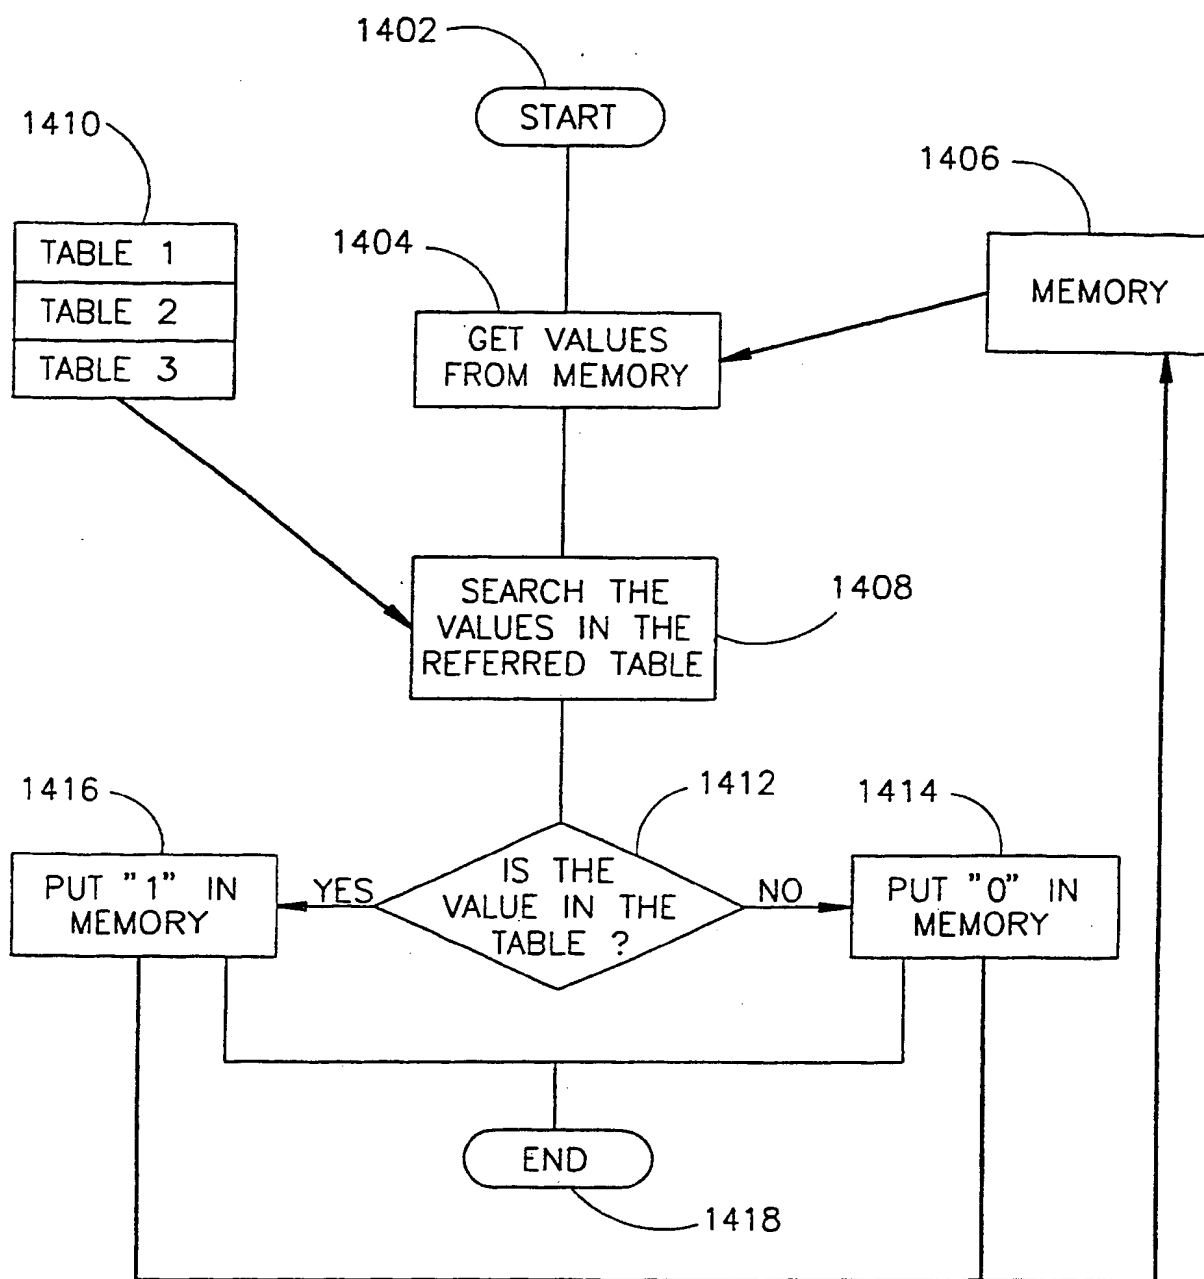 1402
START
1410
1406
TABLE 1
TABLE 2
TABLE 3
1404
MEMORY
GET VALUES
FROM MEMORY
SEARCH THE
VALUES IN THE
REFERRED TABLE
1408
1416
1412
1414
PUT "1" IN
MEMORY
YES
IS THE
VALUE IN THE
TABLE ?
NO
PUT "0" IN
MEMORY
END
1418